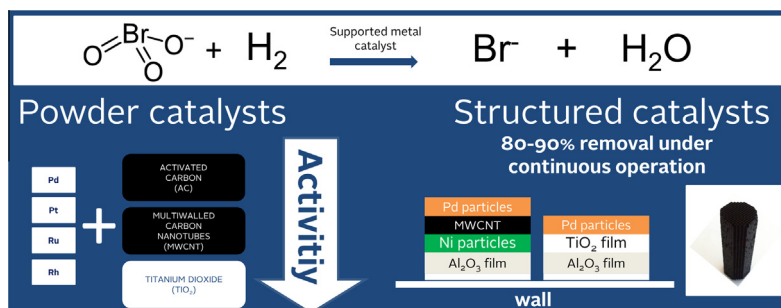 Br
O
O⁻
O
+ H₂
Supported metal
catalyst
Br⁻ + H₂O
Powder catalysts
Pd
Pt
Ru
Rh
+
ACTIVATED
CARBON
(AC)
MULTIWALLED
CARBON
NANOTUBES
(MWCNT)
TITANIUM DIOXIDE
(TIO₂)
Activitiy
Structured catalysts
80-90% removal under
continuous operation
Pd particles
MWCNT
Ni particles
Al₂O₃ film
Pd particles
TiO₂ film
Al₂O₃ film
wall